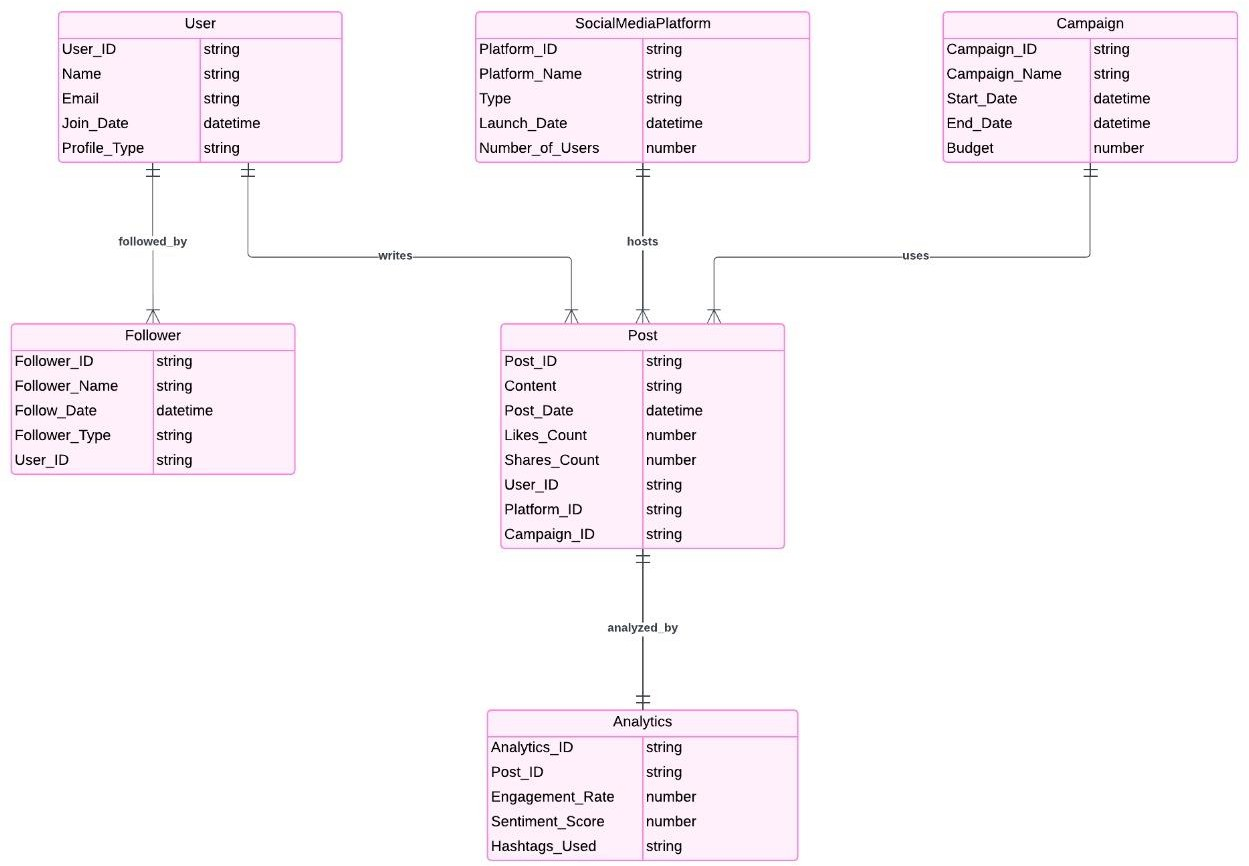 User
User_ID string
Name string
Email string
Join_Date datetime
Profile_Type string
SocialMediaPlatform
Platform_ID string
Platform_Name string
Type string
Launch_Date datetime
Number_of_Users number
Campaign
Campaign_ID string
Campaign_Name string
Start_Date datetime
End_Date datetime
Budget number
followed_by
writes
hosts
uses
Follower
Follower_ID string
Follower_Name string
Follow_Date datetime
Follower_Type string
User_ID string
Post
Post_ID string
Content string
Post_Date datetime
Likes_Count number
Shares_Count number
User_ID string
Platform_ID string
Campaign_ID string
analyzed_by
Analytics
Analytics_ID string
Post_ID string
Engagement_Rate number
Sentiment_Score number
Hashtags_Used string